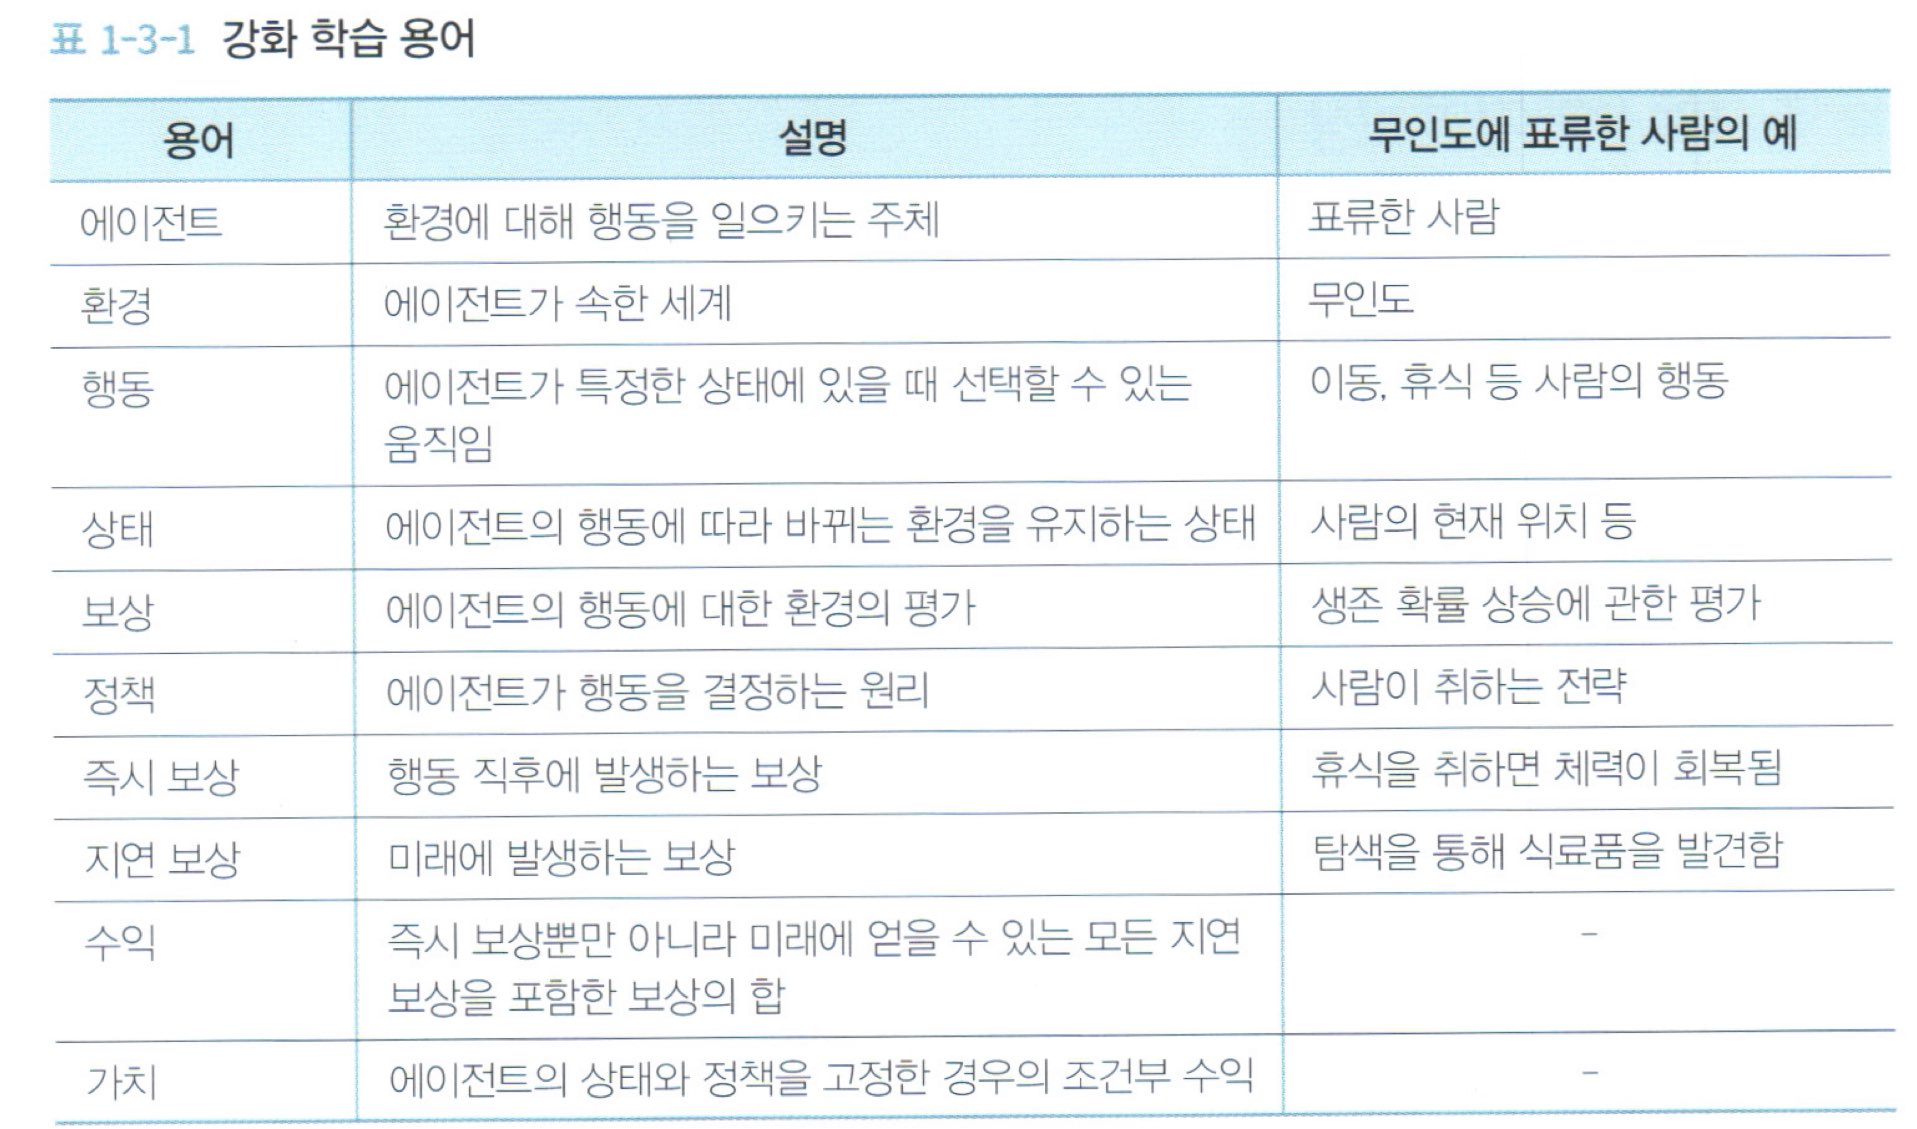 표 1-3-1 강화 학습 용어
용어 설명 무인도에 표류한 사람의 예
에이전트 환경에 대해 행동을 일으키는 주체 표류한 사람
환경 에이전트가 속한 세계 무인도
행동 에이전트가 특정한 상태에 있을 때 선택할 수 있는 이동, 휴식 등 사람의 행동
움직임
상태 에이전트의 행동에 따라 바뀌는 환경을 유지하는 상태 사람의 현재 위치 등
보상 에이전트의 행동에 대한 환경의 평가 생존 확률 상승에 관한 평가
정책 에이전트가 행동을 결정하는 원리 사람이 취하는 전략
즉시 보상 행동 직후에 발생하는 보상 휴식을 취하면 체력이 회복됨
지연 보상 미래에 발생하는 보상 탐색을 통해 식료품을 발견함
수익 즉시 보상뿐만 아니라 미래에 얻을 수 있는 모든 지연 -
보상을 포함한 보상의 합
가치 에이전트의 상태와 정책을 고정한 경우의 조건부 수익 -